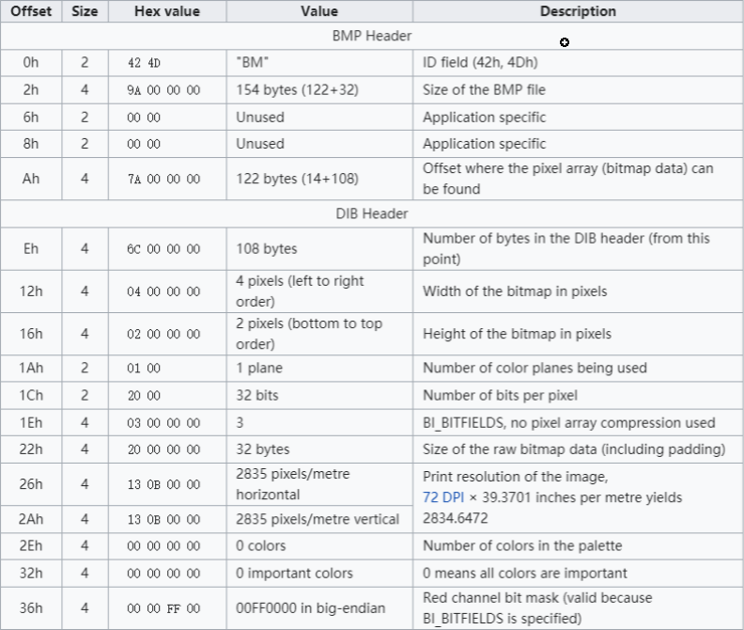 Offset Size Hex value Value Description
BMP Header
0h 2 42 4D "BM" ID field (42h, 4Dh)
2h 4 9A 00 00 00 154 bytes (122+32) Size of the BMP file
6h 2 00 00 Unused Application specific
8h 2 00 00 Unused Application specific
Ah 4 7A 00 00 00 122 bytes (14+108) Offset where the pixel array (bitmap data) can
be found
DIB Header
Eh 4 6C 00 00 00 108 bytes Number of bytes in the DIB header (from this
point)
12h 4 04 00 00 00 4 pixels (left to right
order) Width of the bitmap in pixels
16h 4 02 00 00 00 2 pixels (bottom to top
order) Height of the bitmap in pixels
1Ah 2 01 00 1 plane Number of color planes being used
1Ch 2 20 00 32 bits Number of bits per pixel
1Eh 4 03 00 00 00 3 BI_BITFIELDS, no pixel array compression used
22h 4 20 00 00 00 32 bytes Size of the raw bitmap data (including padding)
26h 4 13 0B 00 00 2835 pixels/metre
horizontal Print resolution of the image,
72 DPI × 39.3701 inches per metre yields
2Ah 4 13 0B 00 00 2835 pixels/metre vertical 2834.6472
2Eh 4 00 00 00 00 0 colors Number of colors in the palette
32h 4 00 00 00 00 0 important colors 0 means all colors are important
36h 4 00 00 FF 00 00FF0000 in big-endian Red channel bit mask (valid because
BI_BITFIELDS is specified)